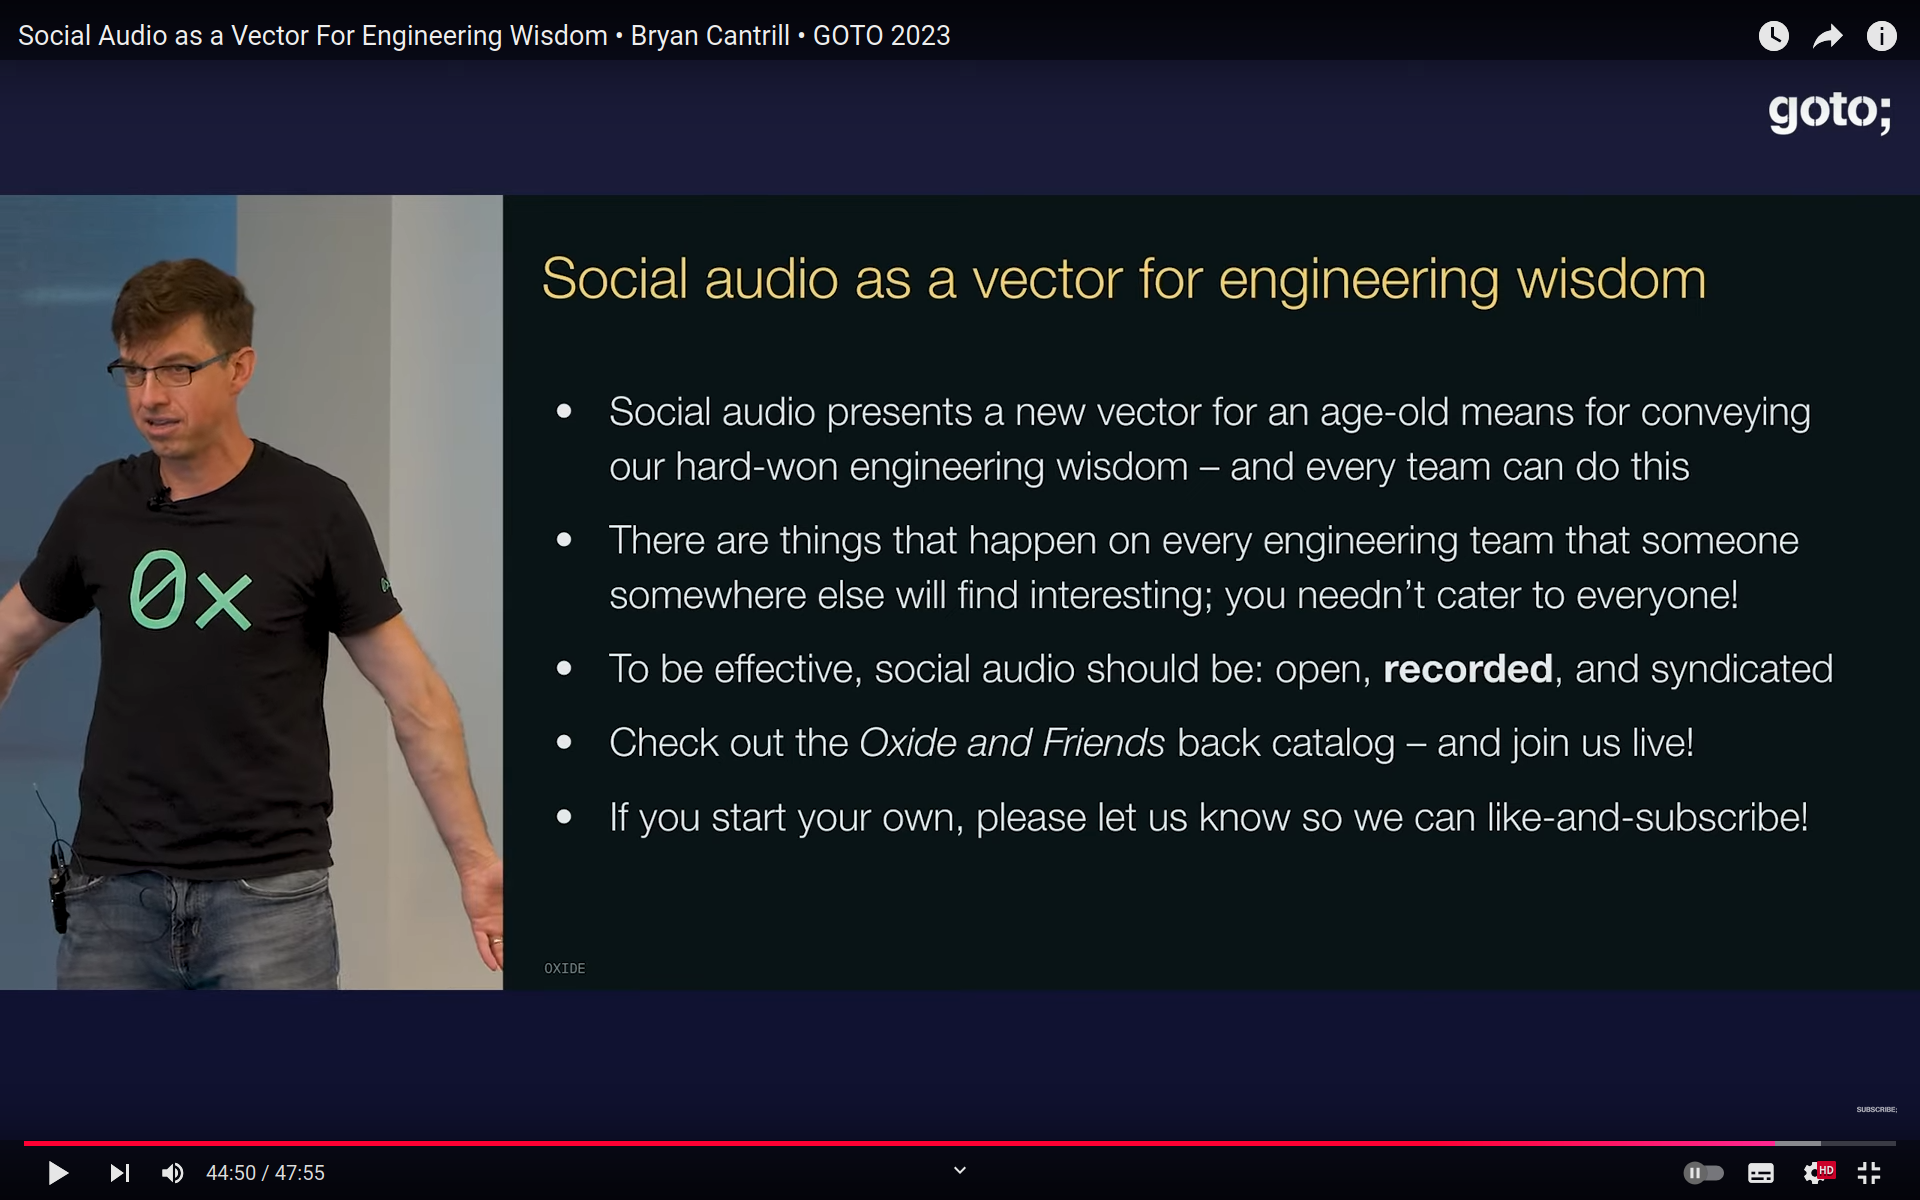 Social Audio as a Vector For Engineering Wisdom • Bryan Cantrill • GOTO 2023
goto;
Social audio as a vector for engineering wisdom
• Social audio presents a new vector for an age-old means for conveying
our hard-won engineering wisdom – and every team can do this
• There are things that happen on every engineering team that someone
somewhere else will find interesting; you needn’t cater to everyone!
• To be effective, social audio should be: open, recorded, and syndicated
• Check out the Oxide and Friends back catalog – and join us live!
• If you start your own, please let us know so we can like-and-subscribe!
0x
OXIDE
SUBSCRIBE;
44:50 / 47:55
HD